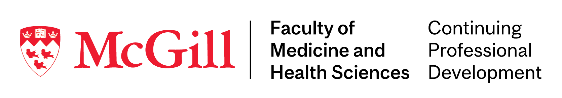 McGill
Faculty of
Medicine and
Health Sciences
Continuing
Professional
Development